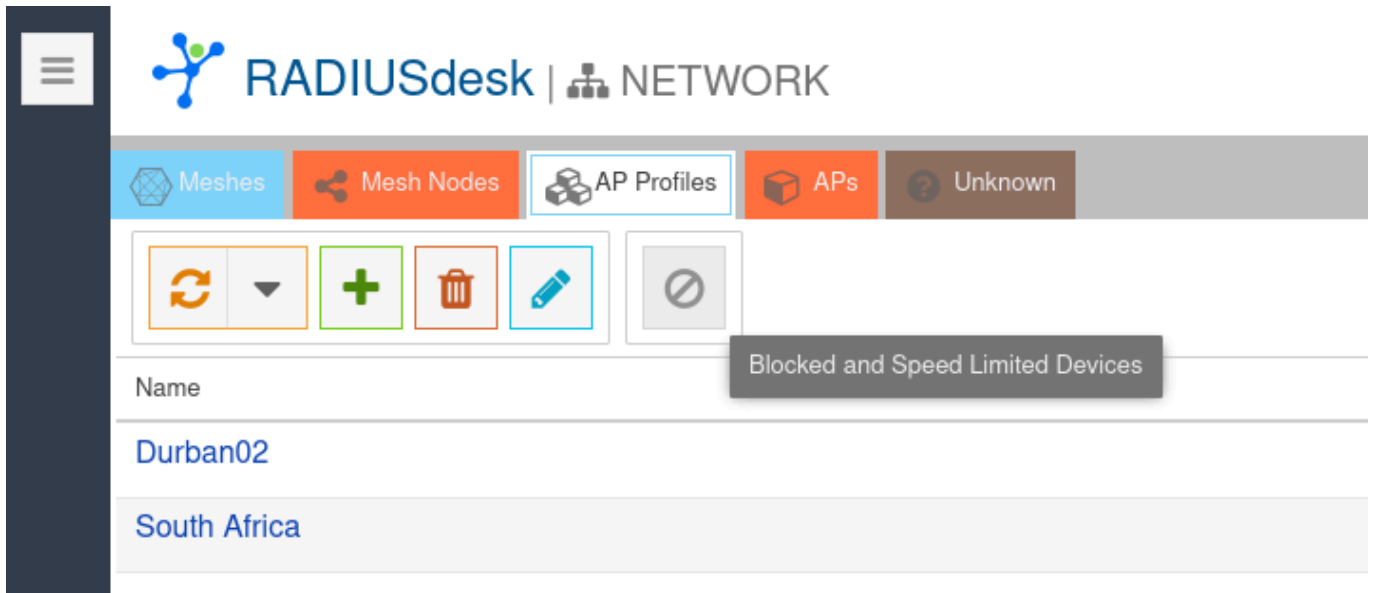 RADIUSdesk | NETWORK
Meshes Mesh Nodes AP Profiles APs Unknown
Blocked and Speed Limited Devices
Name
Durban02
South Africa